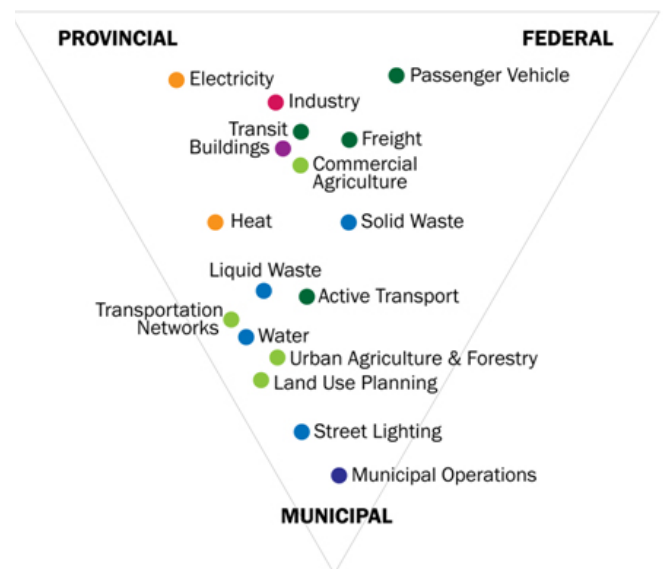 PROVINCIAL
FEDERAL
Electricity
Passenger Vehicle
Industry
Transit
Freight
Buildings
Commercial
Agriculture
Heat
Solid Waste
Liquid Waste
Active Transport
Transportation
Networks
Water
Urban Agriculture & Forestry
Land Use Planning
Street Lighting
Municipal Operations
MUNICIPAL